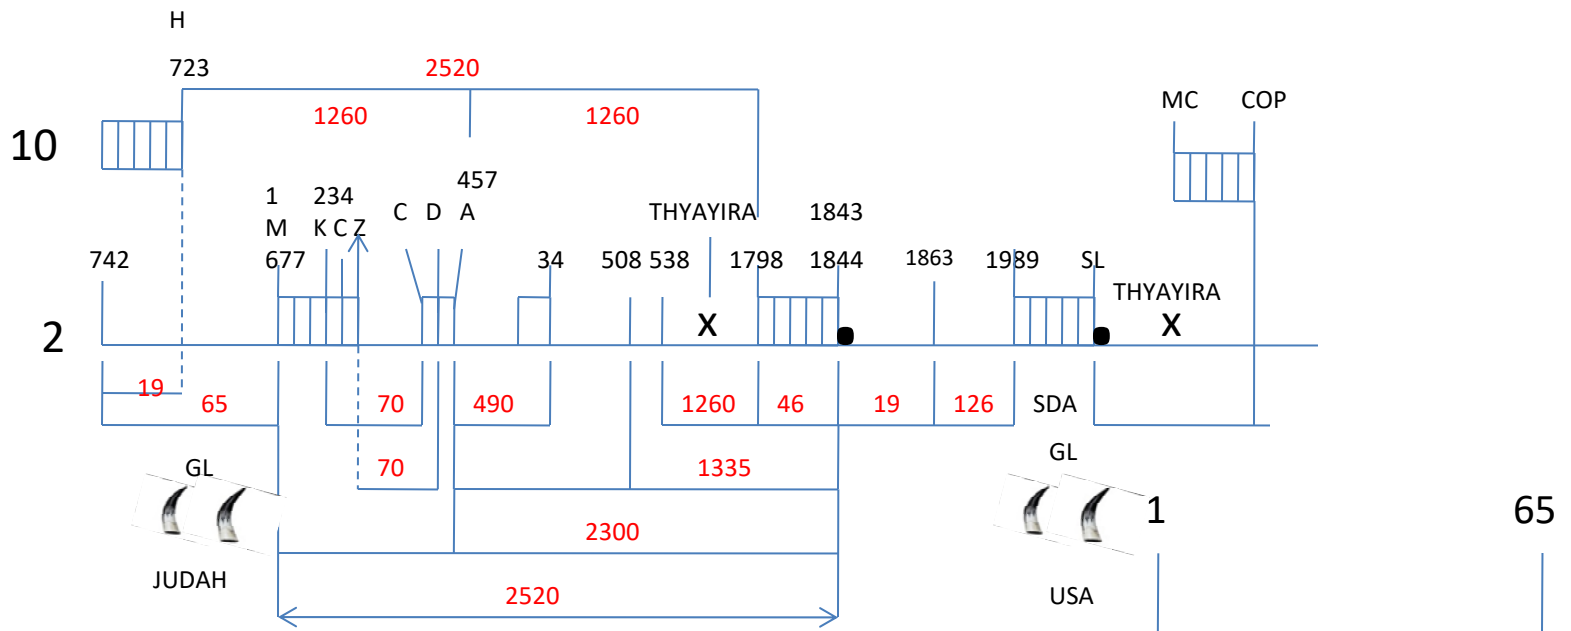 H
723 2520
MC COP
1260 1260
10
457
1 234
M K C Z C D A THYAYIRA 1843
742 677 34 508 538 1798 1844 1863 1989 SL
THYAYIRA
2 X X
19 65 70 490 1260 46 19 126 SDA
GL 70 1335 GL
1 65
2300
JUDAH 2520 USA